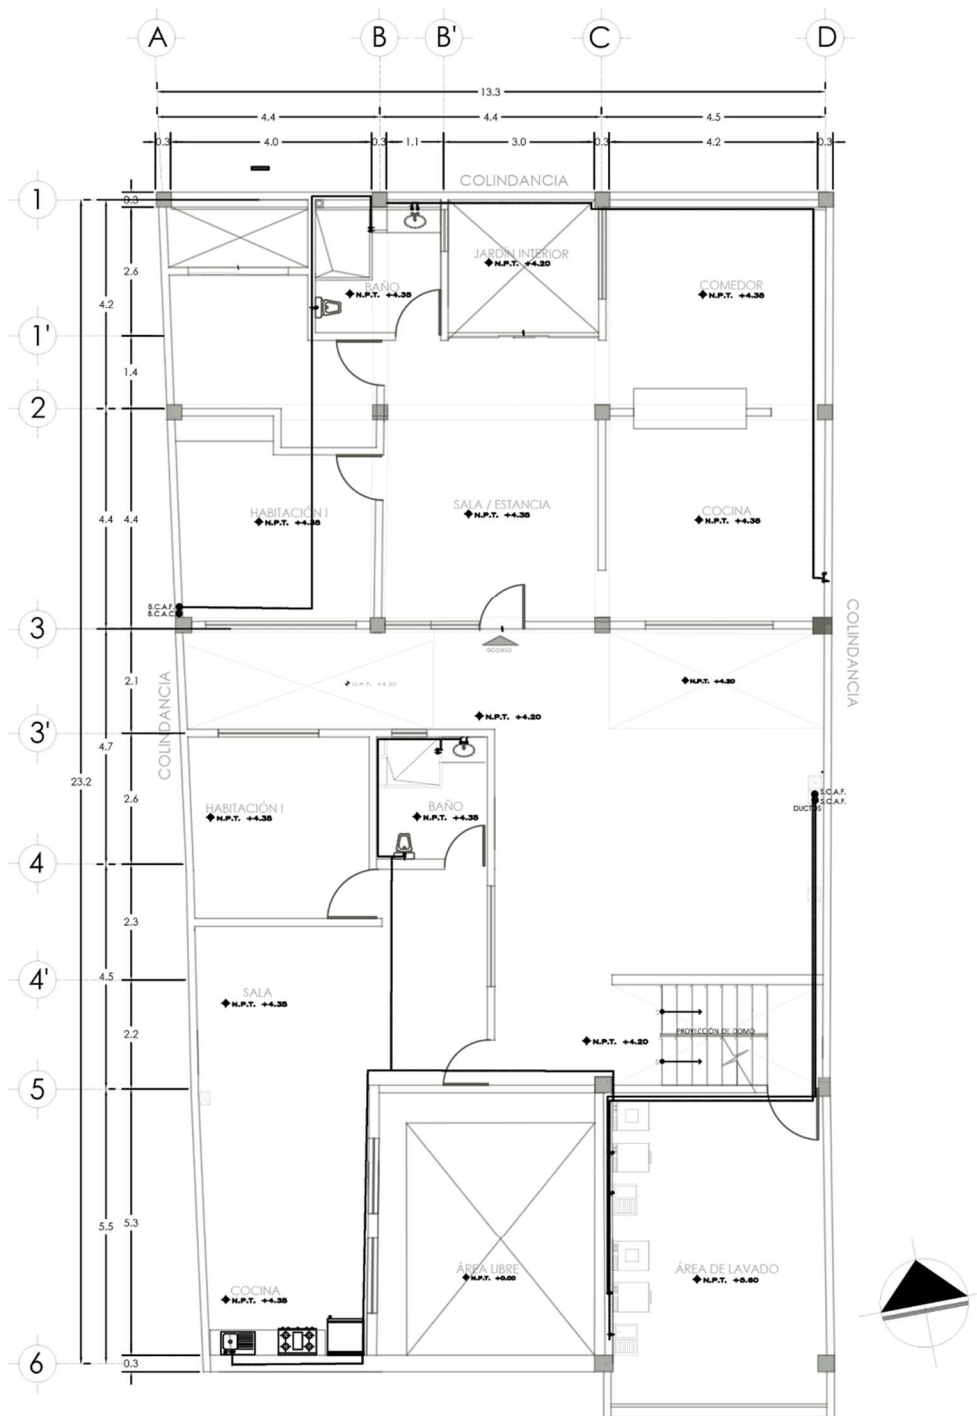 A B B' C D
13.3
4.4 4.4 4.5
0.3 4.0 0.3 1.1 3.0 0.3 4.2 0.3
COLINDANCIA
1
0.3
JARDÍN INTERIOR
N.P.T. +4.20
2.6
BAÑO
N.P.T. +4.35
COMEDOR
N.P.T. +4.35
4.2
1'
1.4
2
HABITACIÓN I
N.P.T. +4.35
SALA / ESTANCIA
N.P.T. +4.35
COCINA
N.P.T. +4.35
4.4 4.4
B.C.A.F.
B.C.A.C.
3
acceso
COLINDANCIA
COLINDANCIA
2.1
N.P.T. +4.20
N.P.T. +4.20
3'
4.7
23.2
2.6
HABITACIÓN I
N.P.T. +4.35
BAÑO
N.P.T. +4.35
S.C.A.F.
S.C.A.F.
DUCTOS
4
2.3
4'
4.5
SALA
N.P.T. +4.35
2.2
PROYECCIÓN DE DOMO
N.P.T. +4.20
5
5.5
5.3
COCINA
N.P.T. +4.35
ÁREA LIBRE
N.P.T. +0.00
ÁREA DE LAVADO
N.P.T. +5.60
6
0.3